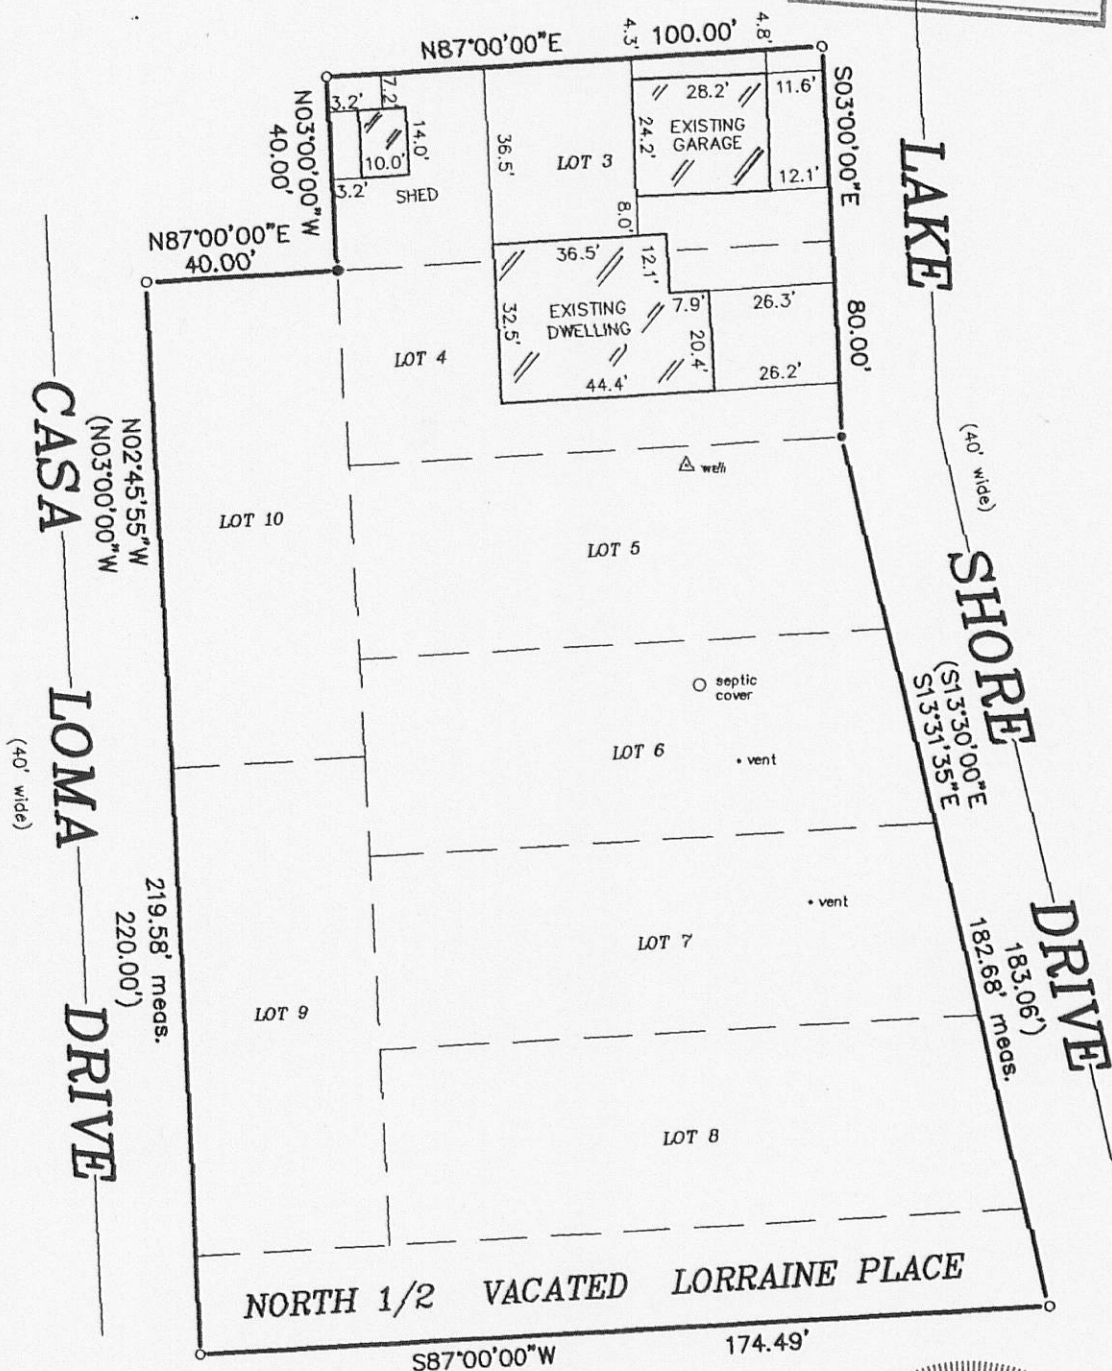 N87°00'00"E
100.00'
4.3'
4.8'
N03°00'00"W
40.00'
3.2'
7.2'
14.0'
10.0'
3.2'
SHED
36.5'
LOT 3
28.2'
24.2'
EXISTING
GARAGE
11.6'
12.1'
S03°00'00"E
80.00'
N87°00'00"E
40.00'
8.0'
36.5'
12.1'
7.9'
20.4'
32.5'
EXISTING
DWELLING
44.4'
26.3'
26.2'
LOT 4
well
LOT 10
LOT 5
septic
cover
LOT 6
vent
vent
LOT 7
LOT 9
LOT 8
LAKE SHORE DRIVE
(40' wide)
(S13°30'00"E
S13°31'35"E
183.06')
182.68' meas.
CASA LOMA DRIVE
(40' wide)
N02°45'55"W
(N03°00'00"W
219.58' meas.
220.00')
NORTH 1/2 VACATED LORRAINE PLACE
S87°00'00"W
174.49'